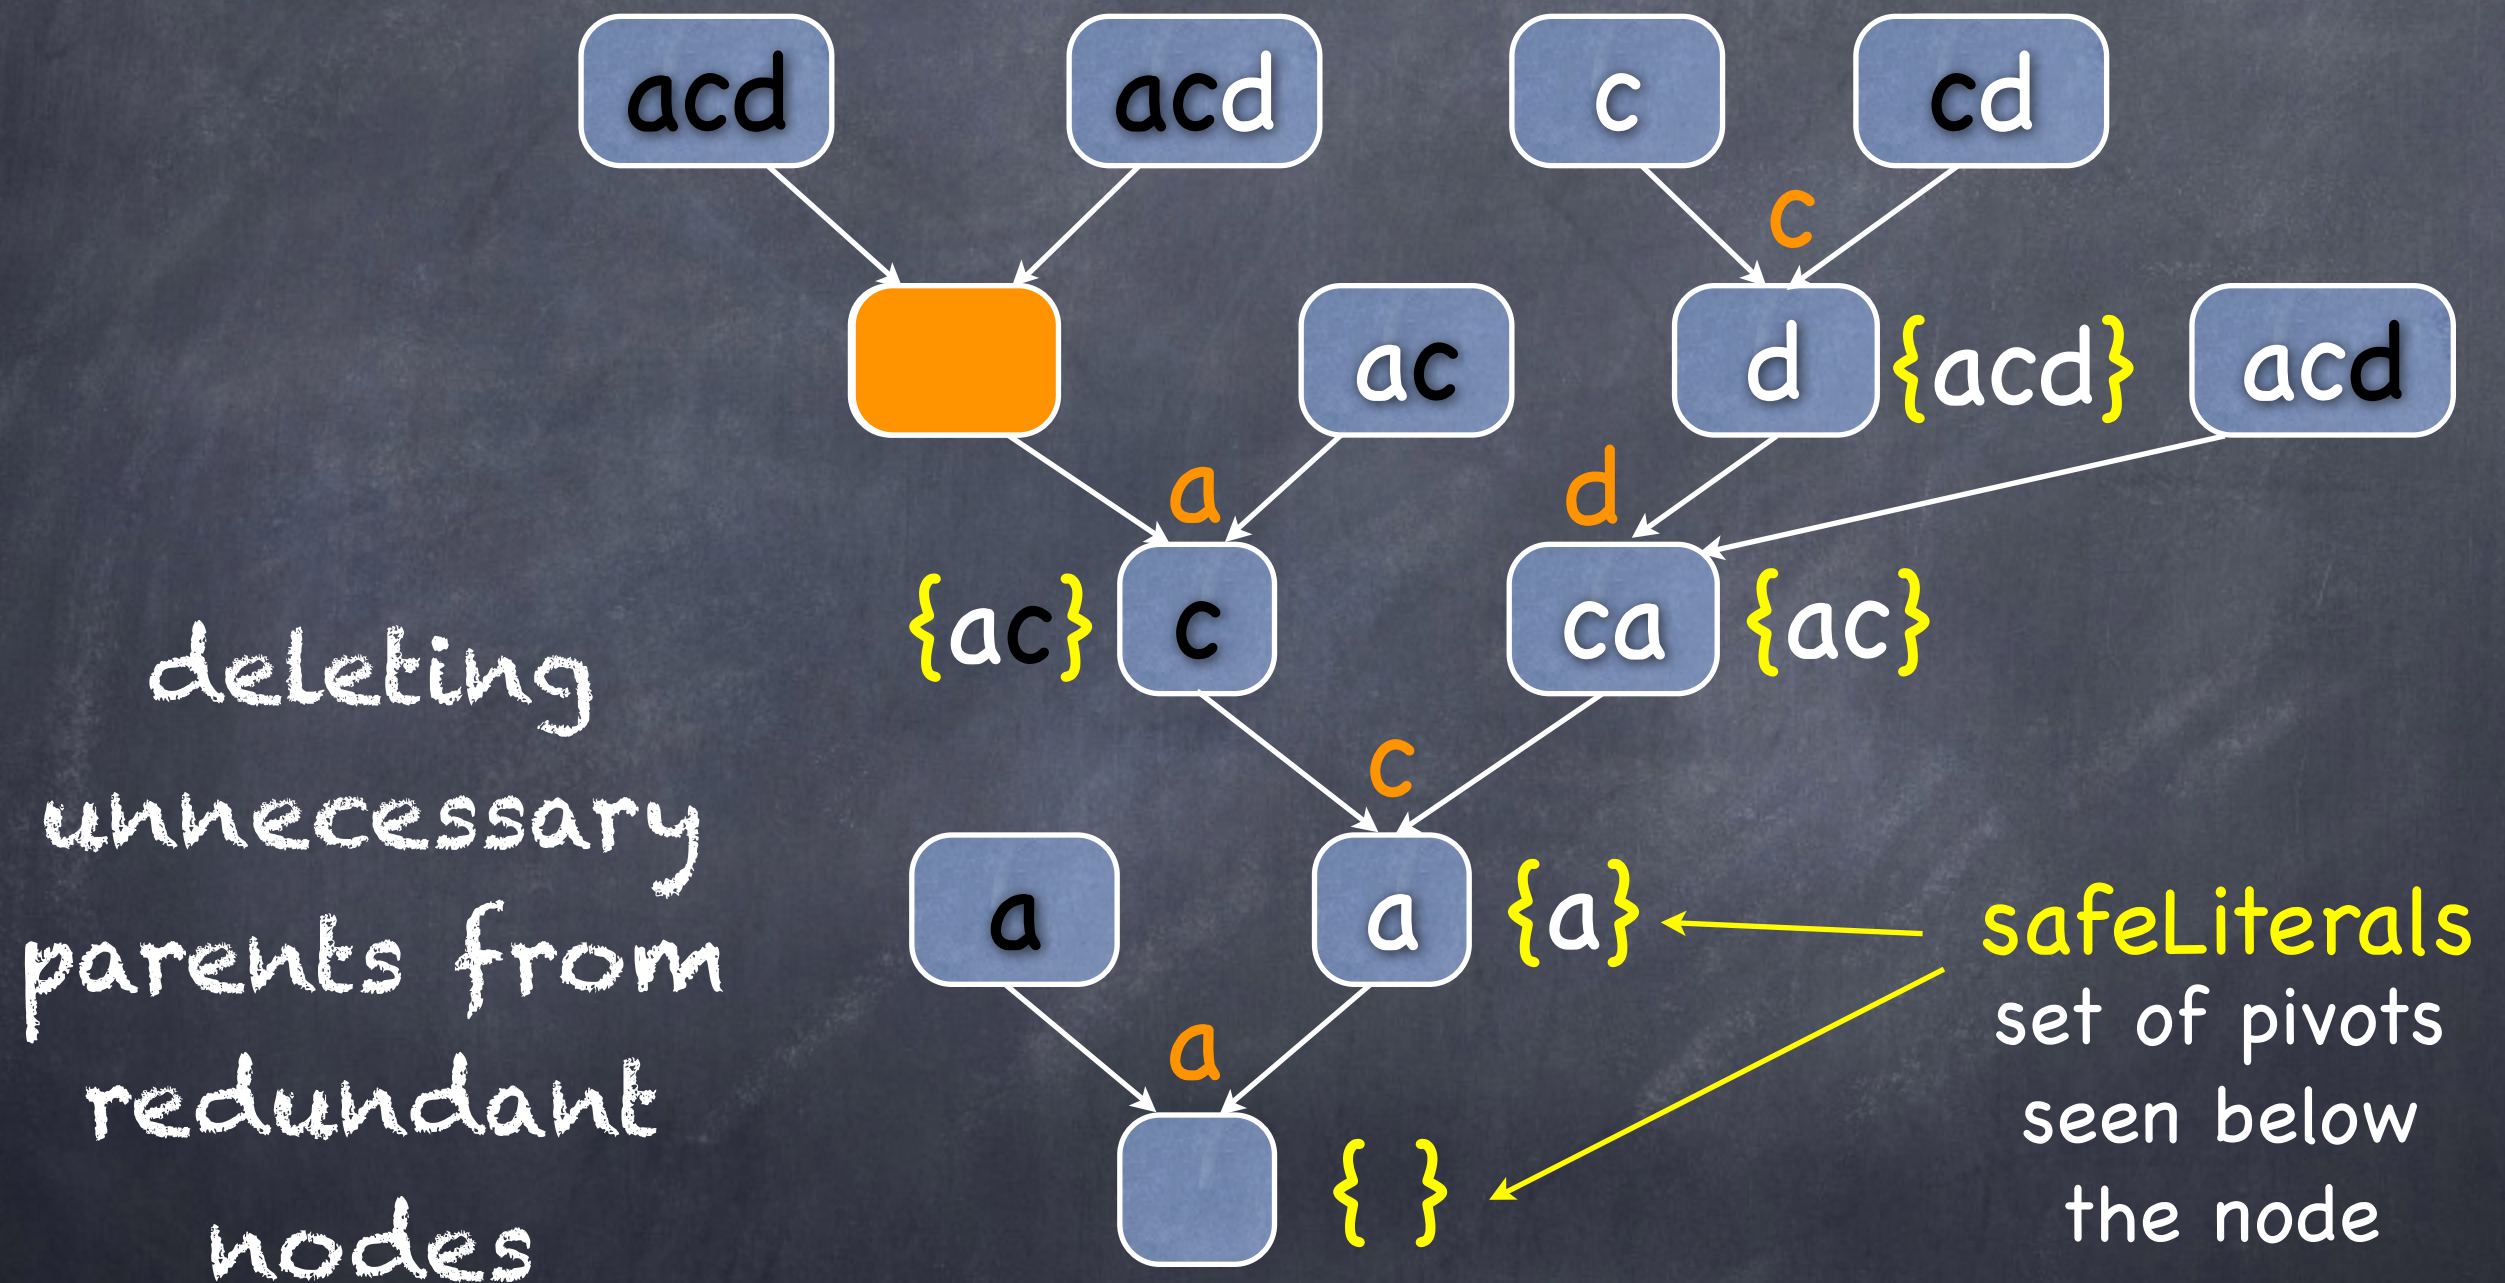 acd acd c cd
c
ac d {acd} acd
a d
{ac} c ca {ac}
c
a a {a}
a
{ }
deleting
unnecessary
parents from
redundant
nodes
safeLiterals
set of pivots
seen below
the node